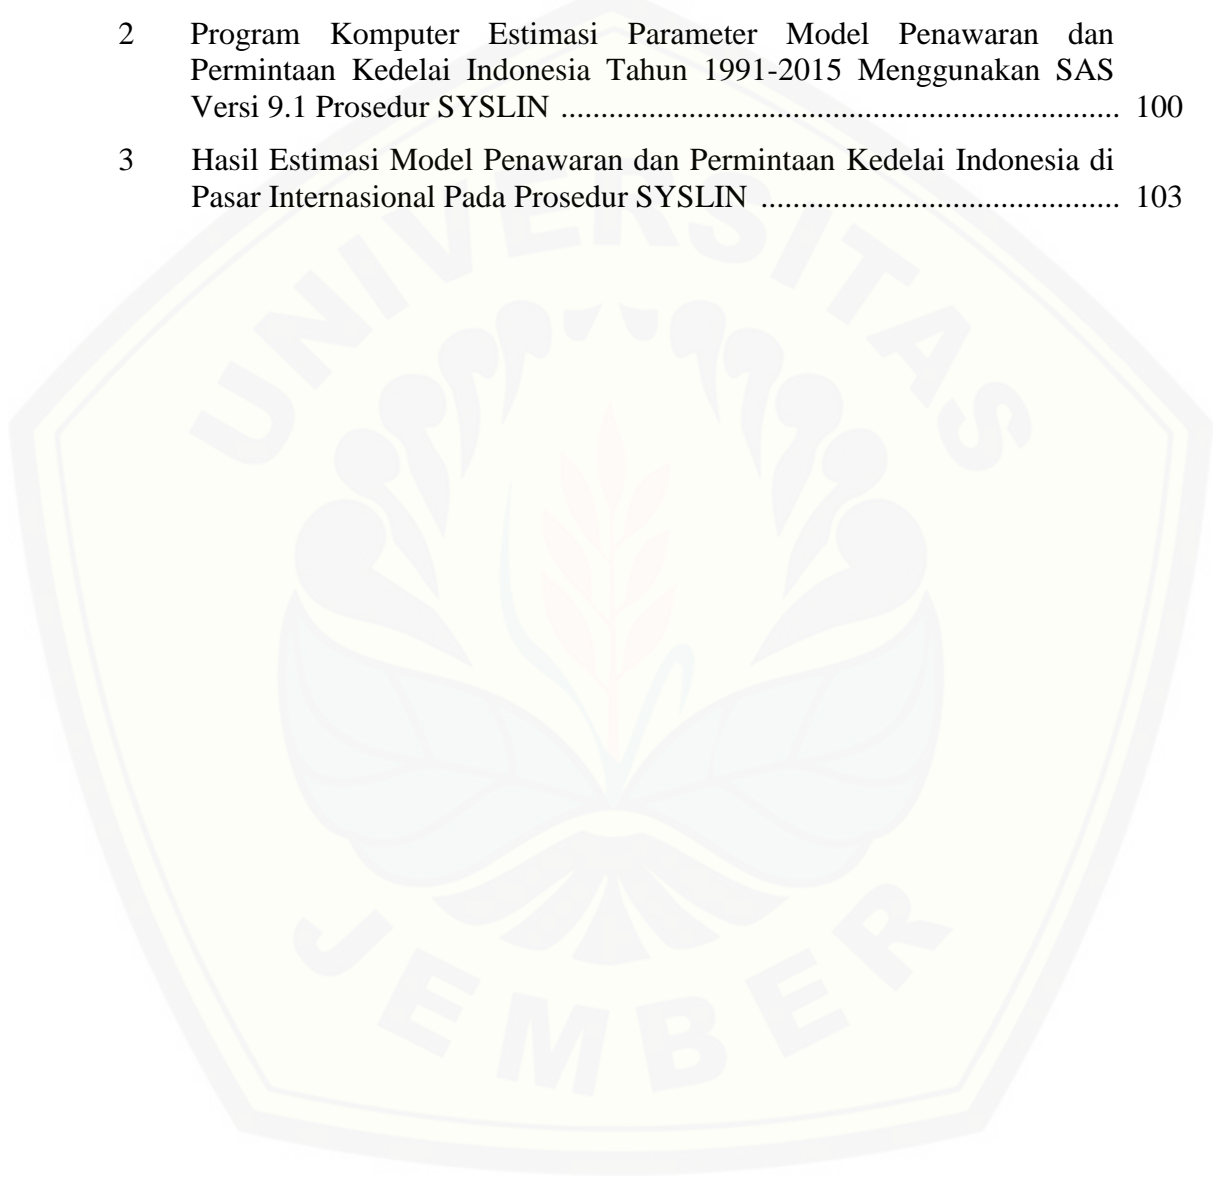 2 Program Komputer Estimasi Parameter Model Penawaran dan
Permintaan Kedelai Indonesia Tahun 1991-2015 Menggunakan SAS
Versi 9.1 Prosedur SYSLIN ...................................................................... 100
3 Hasil Estimasi Model Penawaran dan Permintaan Kedelai Indonesia di
Pasar Internasional Pada Prosedur SYSLIN ............................................. 103
UNIVERSITAS
JEMBER